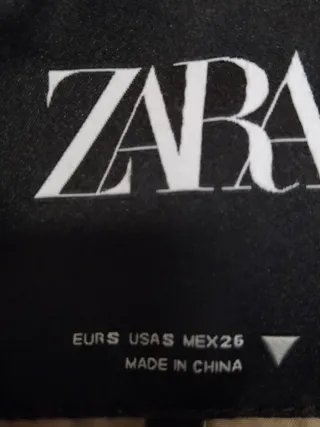 ZARA
EUR S USA S MEX 26
MADE IN CHINA